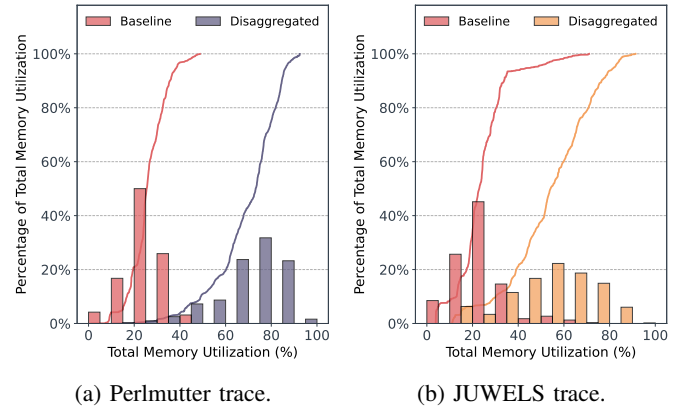 Baseline Disaggregated
100%
80%
60%
40%
20%
0%
0 20 40 60 80 100
Percentage of Total Memory Utilization
Total Memory Utilization (%)
(a) Perlmutter trace.
Baseline Disaggregated
100%
80%
60%
40%
20%
0%
0 20 40 60 80 100
Percentage of Total Memory Utilization
Total Memory Utilization (%)
(b) JUWELS trace.